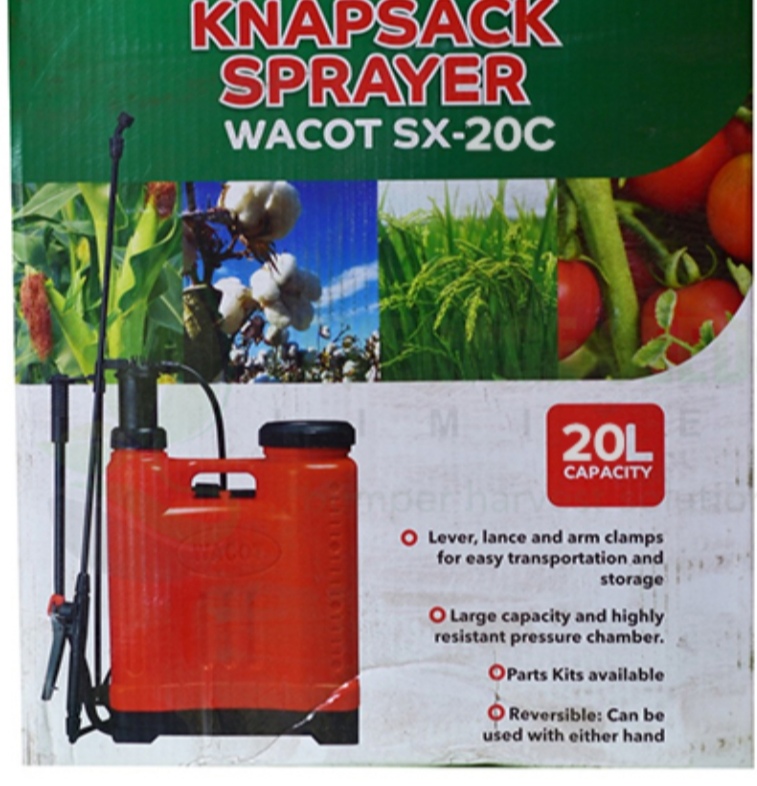 KNAPSACK
SPRAYER
WACOT SX-20C
20L
CAPACITY
WACOT
Lever, lance and arm clamps
for easy transportation and
storage
Large capacity and highly
resistant pressure chamber.
Parts Kits available
Reversible: Can be
used with either hand